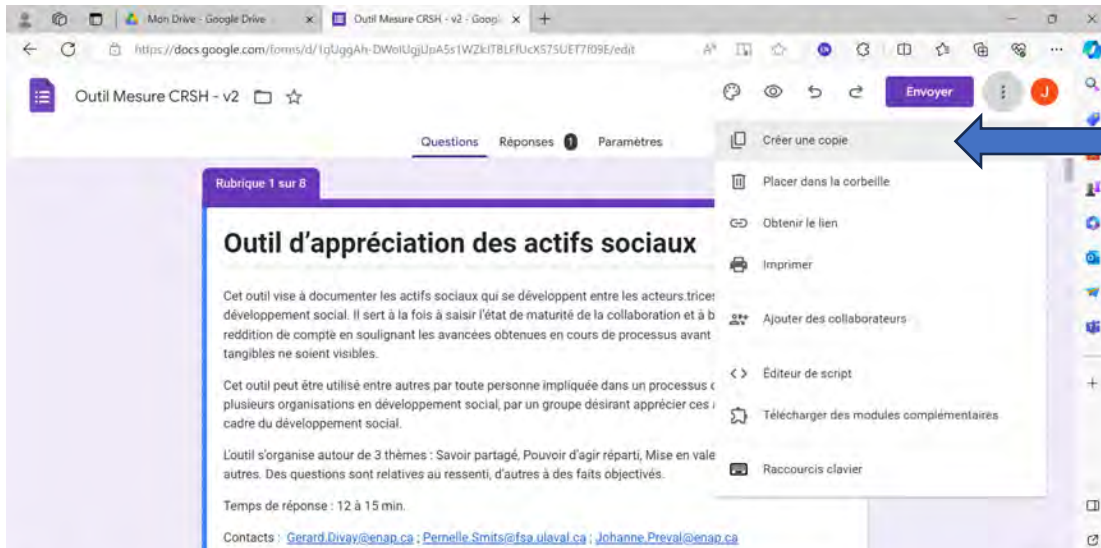 Mon Drive - Google Drive
Outil Mesure CRSH - v2 - Googl
Outil Mesure CRSH - v2
Envoyer
J
Questions Réponses 1 Paramètres
Créer une copie
Placer dans la corbeille
Obtenir le lien
Imprimer
Ajouter des collaborateurs
Éditeur de script
Télécharger des modules complémentaires
Raccourcis clavier
Rubrique 1 sur 8
Outil d'appréciation des actifs sociaux
Cet outil vise à documenter les actifs sociaux qui se développent entre les acteurs.trices
développement social. Il sert à la fois à saisir l'état de maturité de la collaboration et à b
reddition de compte en soulignant les avancées obtenues en cours de processus avant
tangibles ne soient visibles.
Cet outil peut être utilisé entre autres par toute personne impliquée dans un processus
plusieurs organisations en développement social, par un groupe désirant apprécier ces
cadre du développement social.
L'outil s'organise autour de 3 thèmes : Savoir partagé, Pouvoir d'agir réparti, Mise en vale
autres. Des questions sont relatives au ressenti, d'autres à des faits objectivés.
Temps de réponse : 12 à 15 min.
Contacts : Gerard.Divay@enap.ca ; Pernelle.Smits@fsa.ulaval.ca ; Johanne.Preval@enap.ca